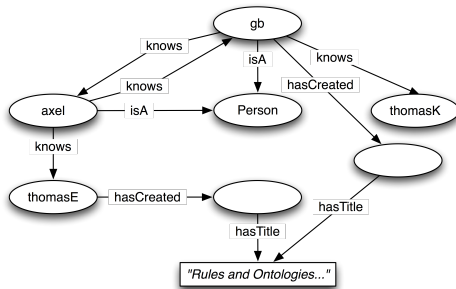 gb
knows
knows
isA
knows
hasCreated
axel
isA
Person
thomasK
knows
thomasE
hasCreated
hasTitle
hasTitle
"Rules and Ontologies..."